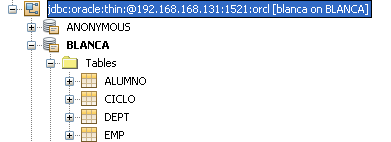 jdbc:oracle:thin:@192.168.168.131:1521:orcl [blanca on BLANCA]
ANONYMOUS
BLANCA
Tables
ALUMNO
CICLO
DEPT
EMP